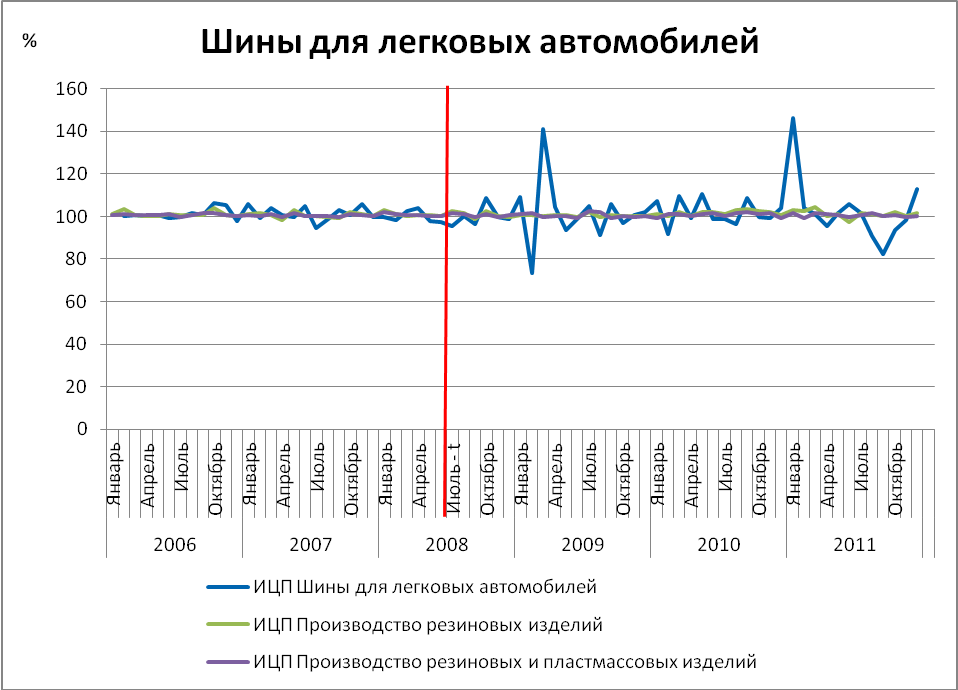 %
Шины для легковых автомобилей
160
140
120
100
80
60
40
20
0
Январь Апрель Июль Октябрь Январь Апрель Июль Октябрь Январь Апрель Июль - t Октябрь Январь Апрель Июль Октябрь Январь Апрель Июль Октябрь Январь Апрель Июль Октябрь
2006 2007 2008 2009 2010 2011
ИЦП Шины для легковых автомобилей
ИЦП Производство резиновых изделий
ИЦП Производство резиновых и пластмассовых изделий